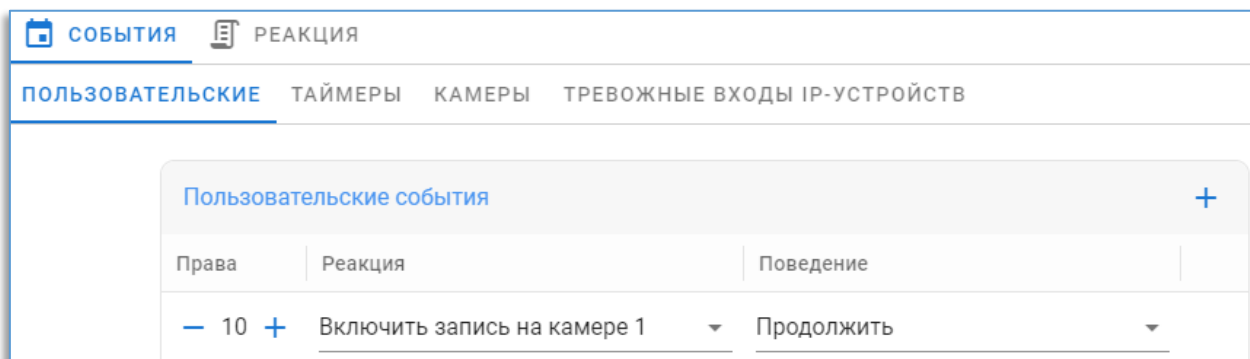 СОБЫТИЯ РЕАКЦИЯ
ПОЛЬЗОВАТЕЛЬСКИЕ ТАЙМЕРЫ КАМЕРЫ ТРЕВОЖНЫЕ ВХОДЫ IP-УСТРОЙСТВ
Пользовательские события +
Права Реакция Поведение
− 10 + Включить запись на камере 1 Продолжить